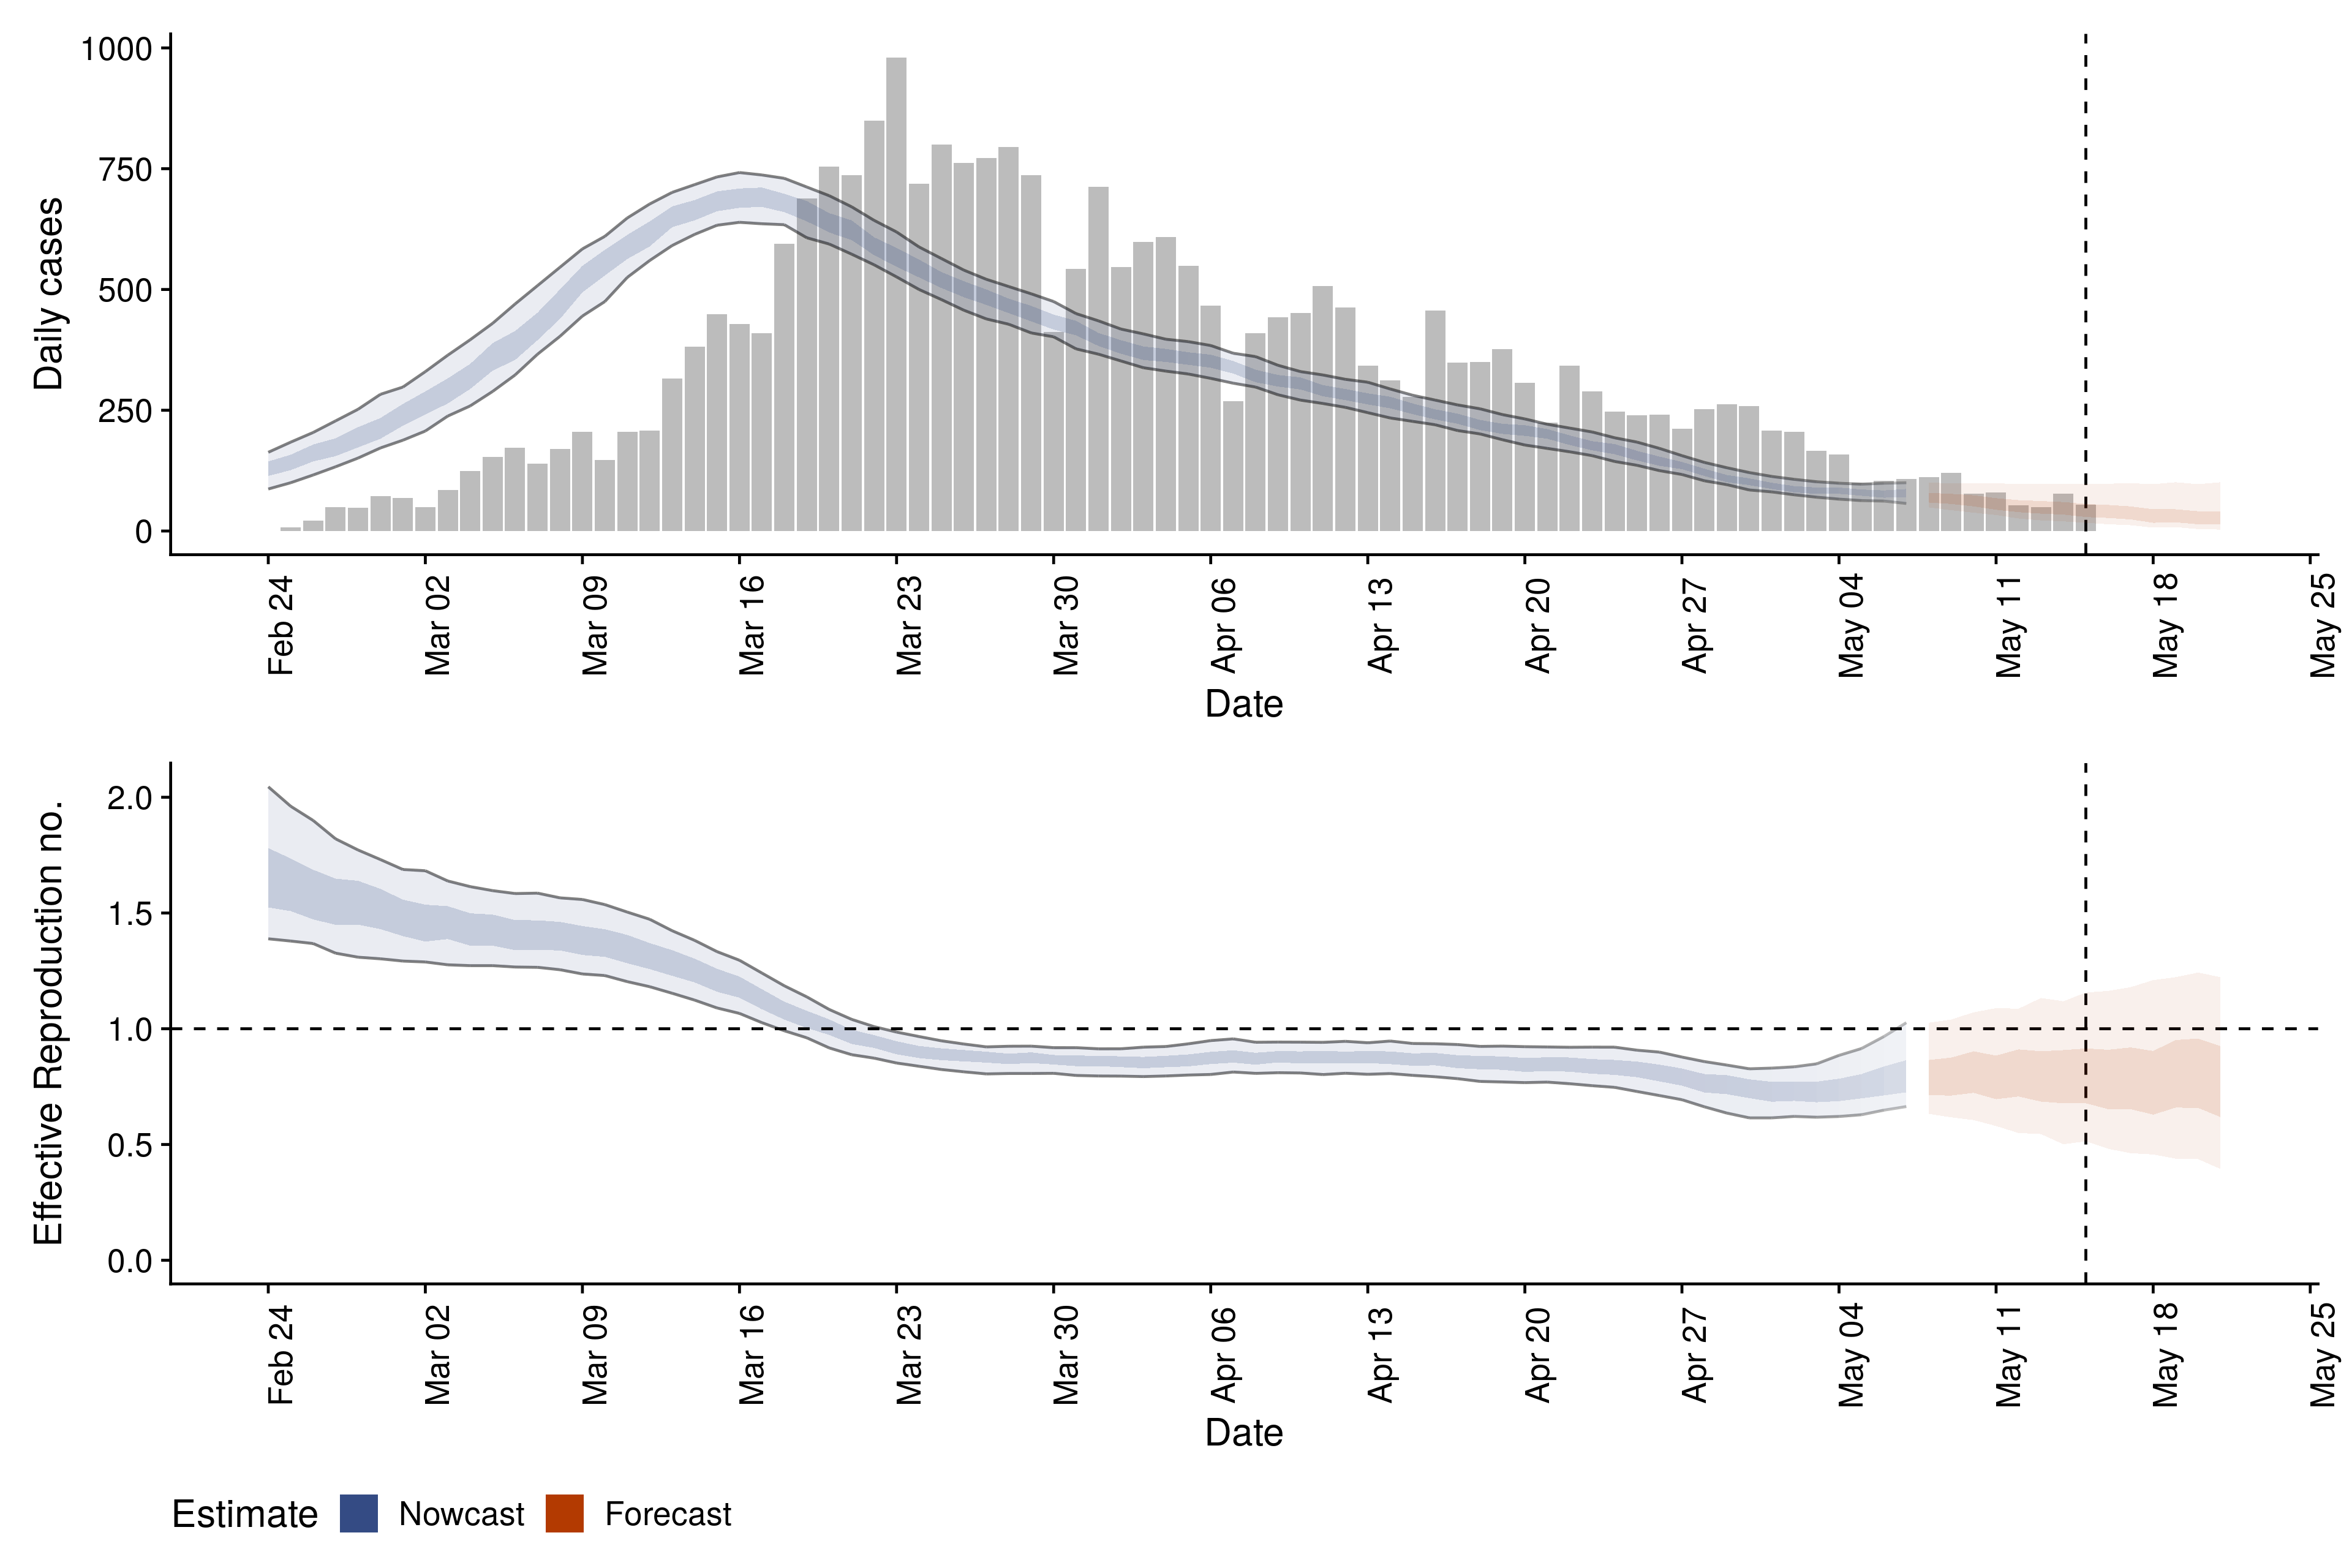 Daily cases
1000
750
500
250
0
Feb 24
Mar 02
Mar 09
Mar 16
Mar 23
Mar 30
Apr 06
Apr 13
Apr 20
Apr 27
May 04
May 11
May 18
May 25
Date
Effective Reproduction no.
2.0
1.5
1.0
0.5
0.0
Feb 24
Mar 02
Mar 09
Mar 16
Mar 23
Mar 30
Apr 06
Apr 13
Apr 20
Apr 27
May 04
May 11
May 18
May 25
Date
Estimate Nowcast Forecast